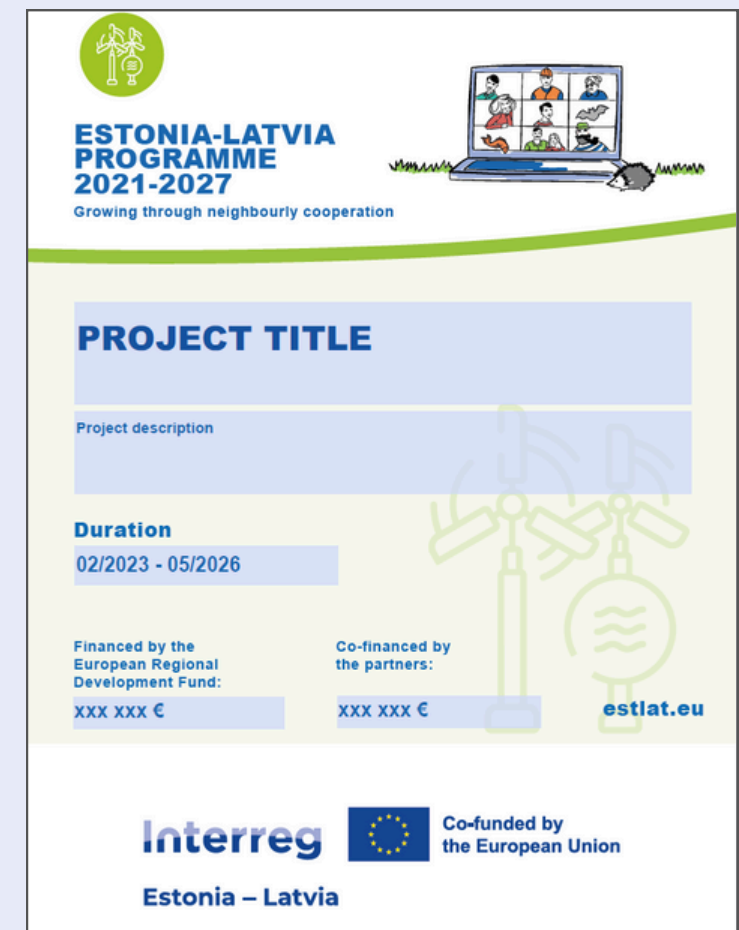 ESTONIA-LATVIA
PROGRAMME
2021-2027
Growing through neighbourly cooperation
PROJECT TITLE
Project description
Duration
02/2023 - 05/2026
Financed by the
European Regional
Development Fund:
xxx xxx €
Co-financed by
the partners:
xxx xxx €
estlat.eu
Interreg
Co-funded by
the European Union
Estonia – Latvia